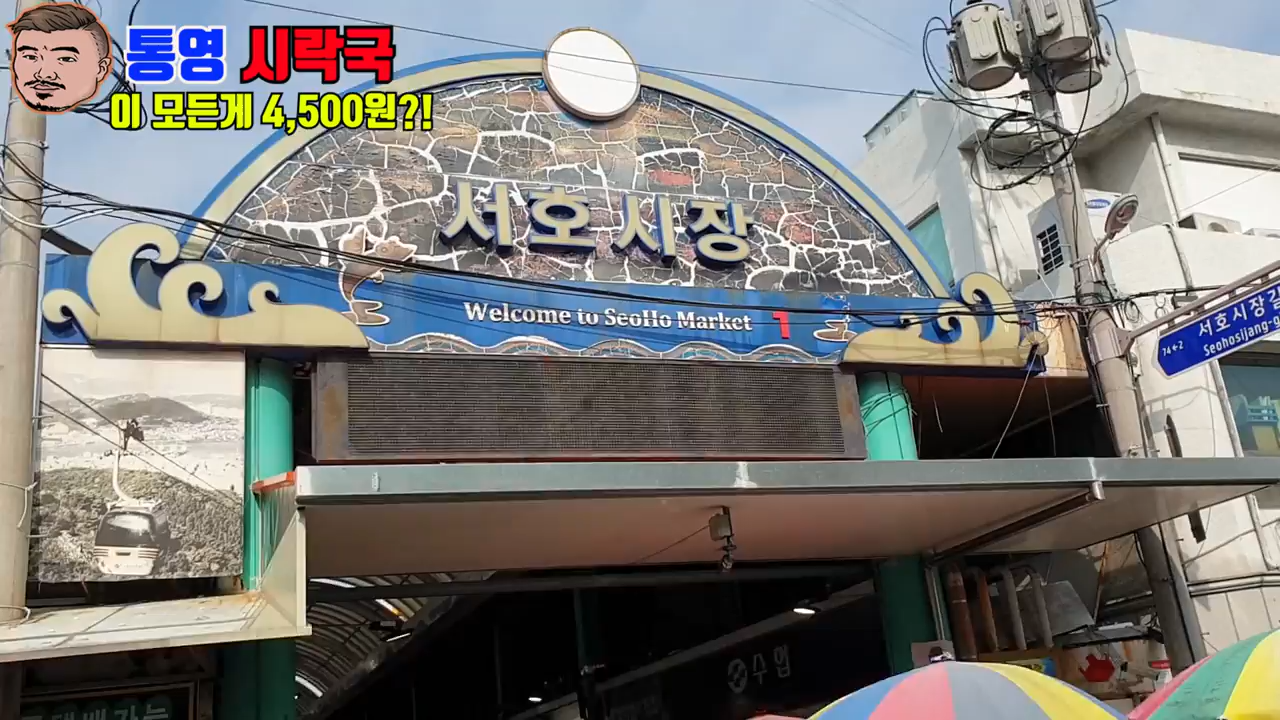 통영 시락국
이 모든게 4,500원?!
서호시장
Welcome to SeoHo Market 1
서호시장길
Seohosijang-g
74←2
SAMSUNG
수협